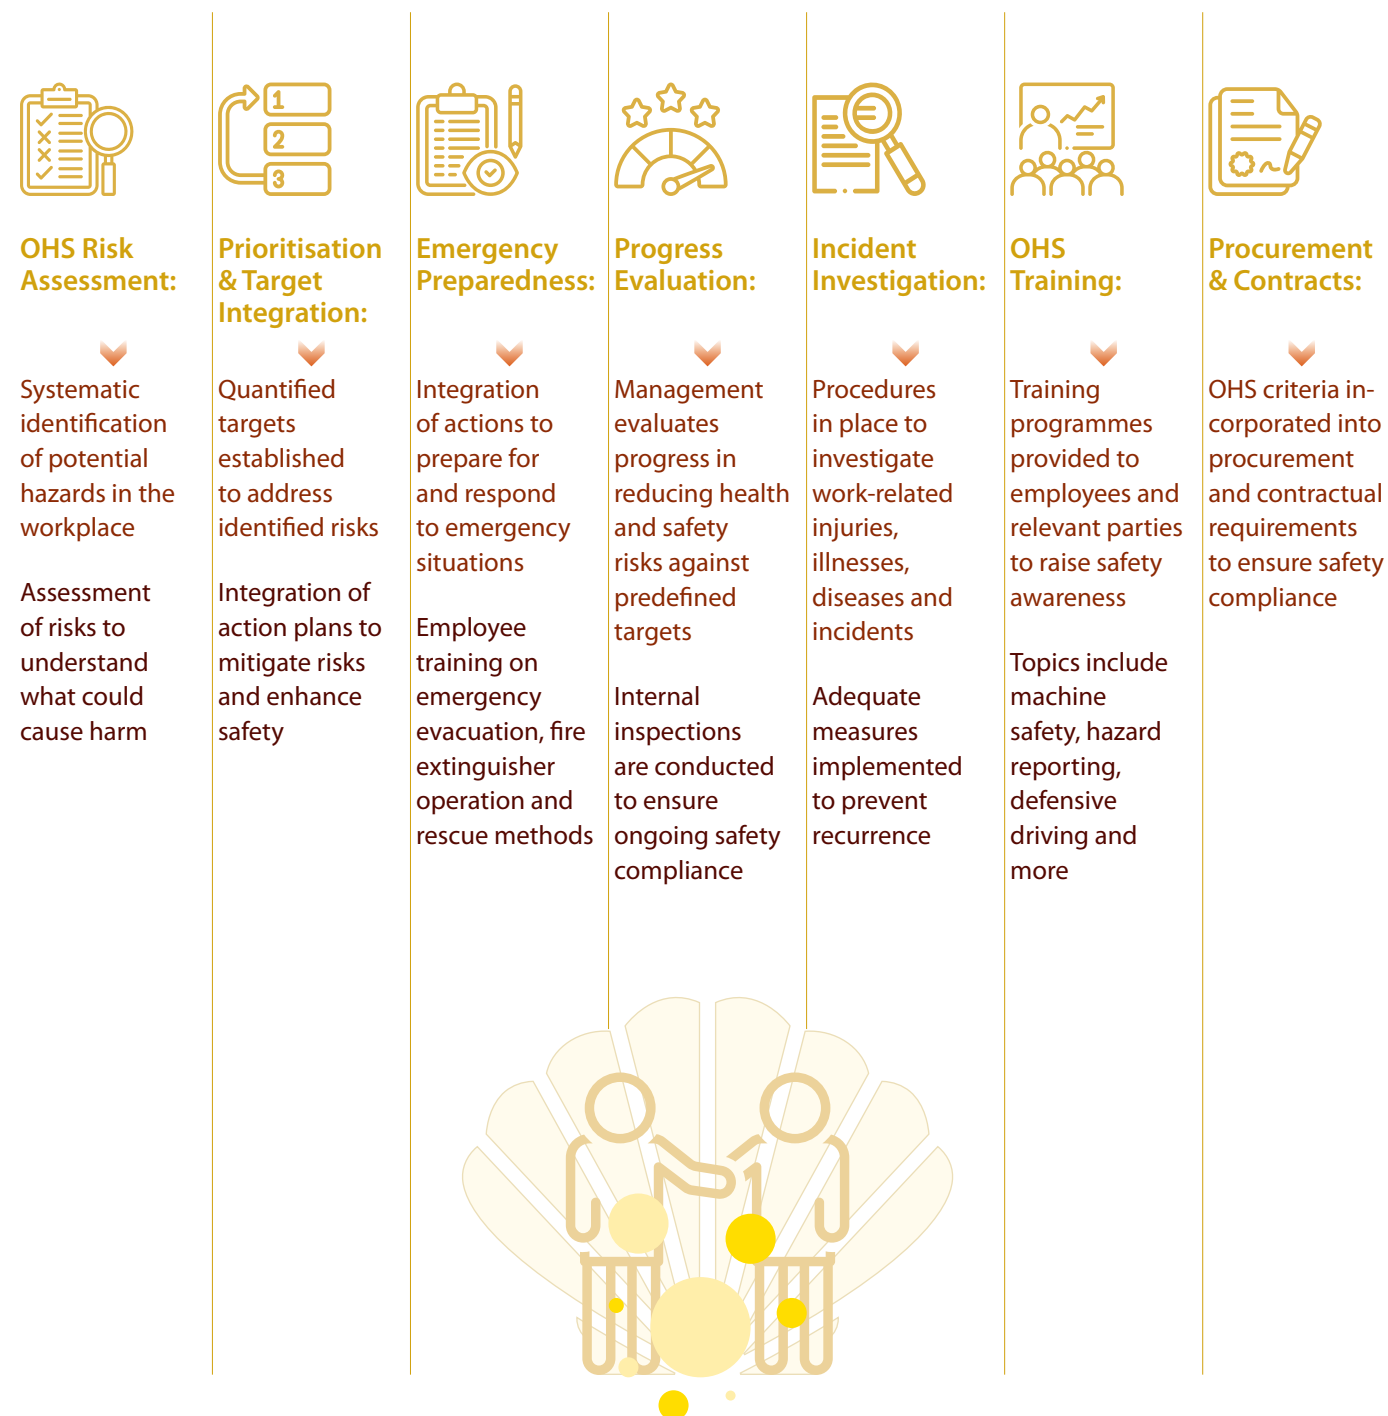 1
2
3
OHS Risk
Assessment:
Systematic
identification
of potential
hazards in the
workplace
Assessment
of risks to
understand
what could
cause harm
Prioritisation
& Target
Integration:
Quantified
targets
established
to address
identified risks
Integration of
action plans to
mitigate risks
and enhance
safety
Emergency
Preparedness:
Integration
of actions to
prepare for
and respond
to emergency
situations
Employee
training on
emergency
evacuation, fire
extinguisher
operation and
rescue methods
Progress
Evaluation:
Management
evaluates
progress in
reducing health
and safety
risks against
predefined
targets
Internal
inspections
are conducted
to ensure
ongoing safety
compliance
Incident
Investigation:
Procedures
in place to
investigate
work-related
injuries,
illnesses,
diseases and
incidents
Adequate
measures
implemented
to prevent
recurrence
OHS
Training:
Training
programmes
provided to
employees and
relevant parties
to raise safety
awareness
Topics include
machine
safety, hazard
reporting,
defensive
driving and
more
Procurement
& Contracts:
OHS criteria in-
corporated into
procurement
and contractual
requirements
to ensure safety
compliance